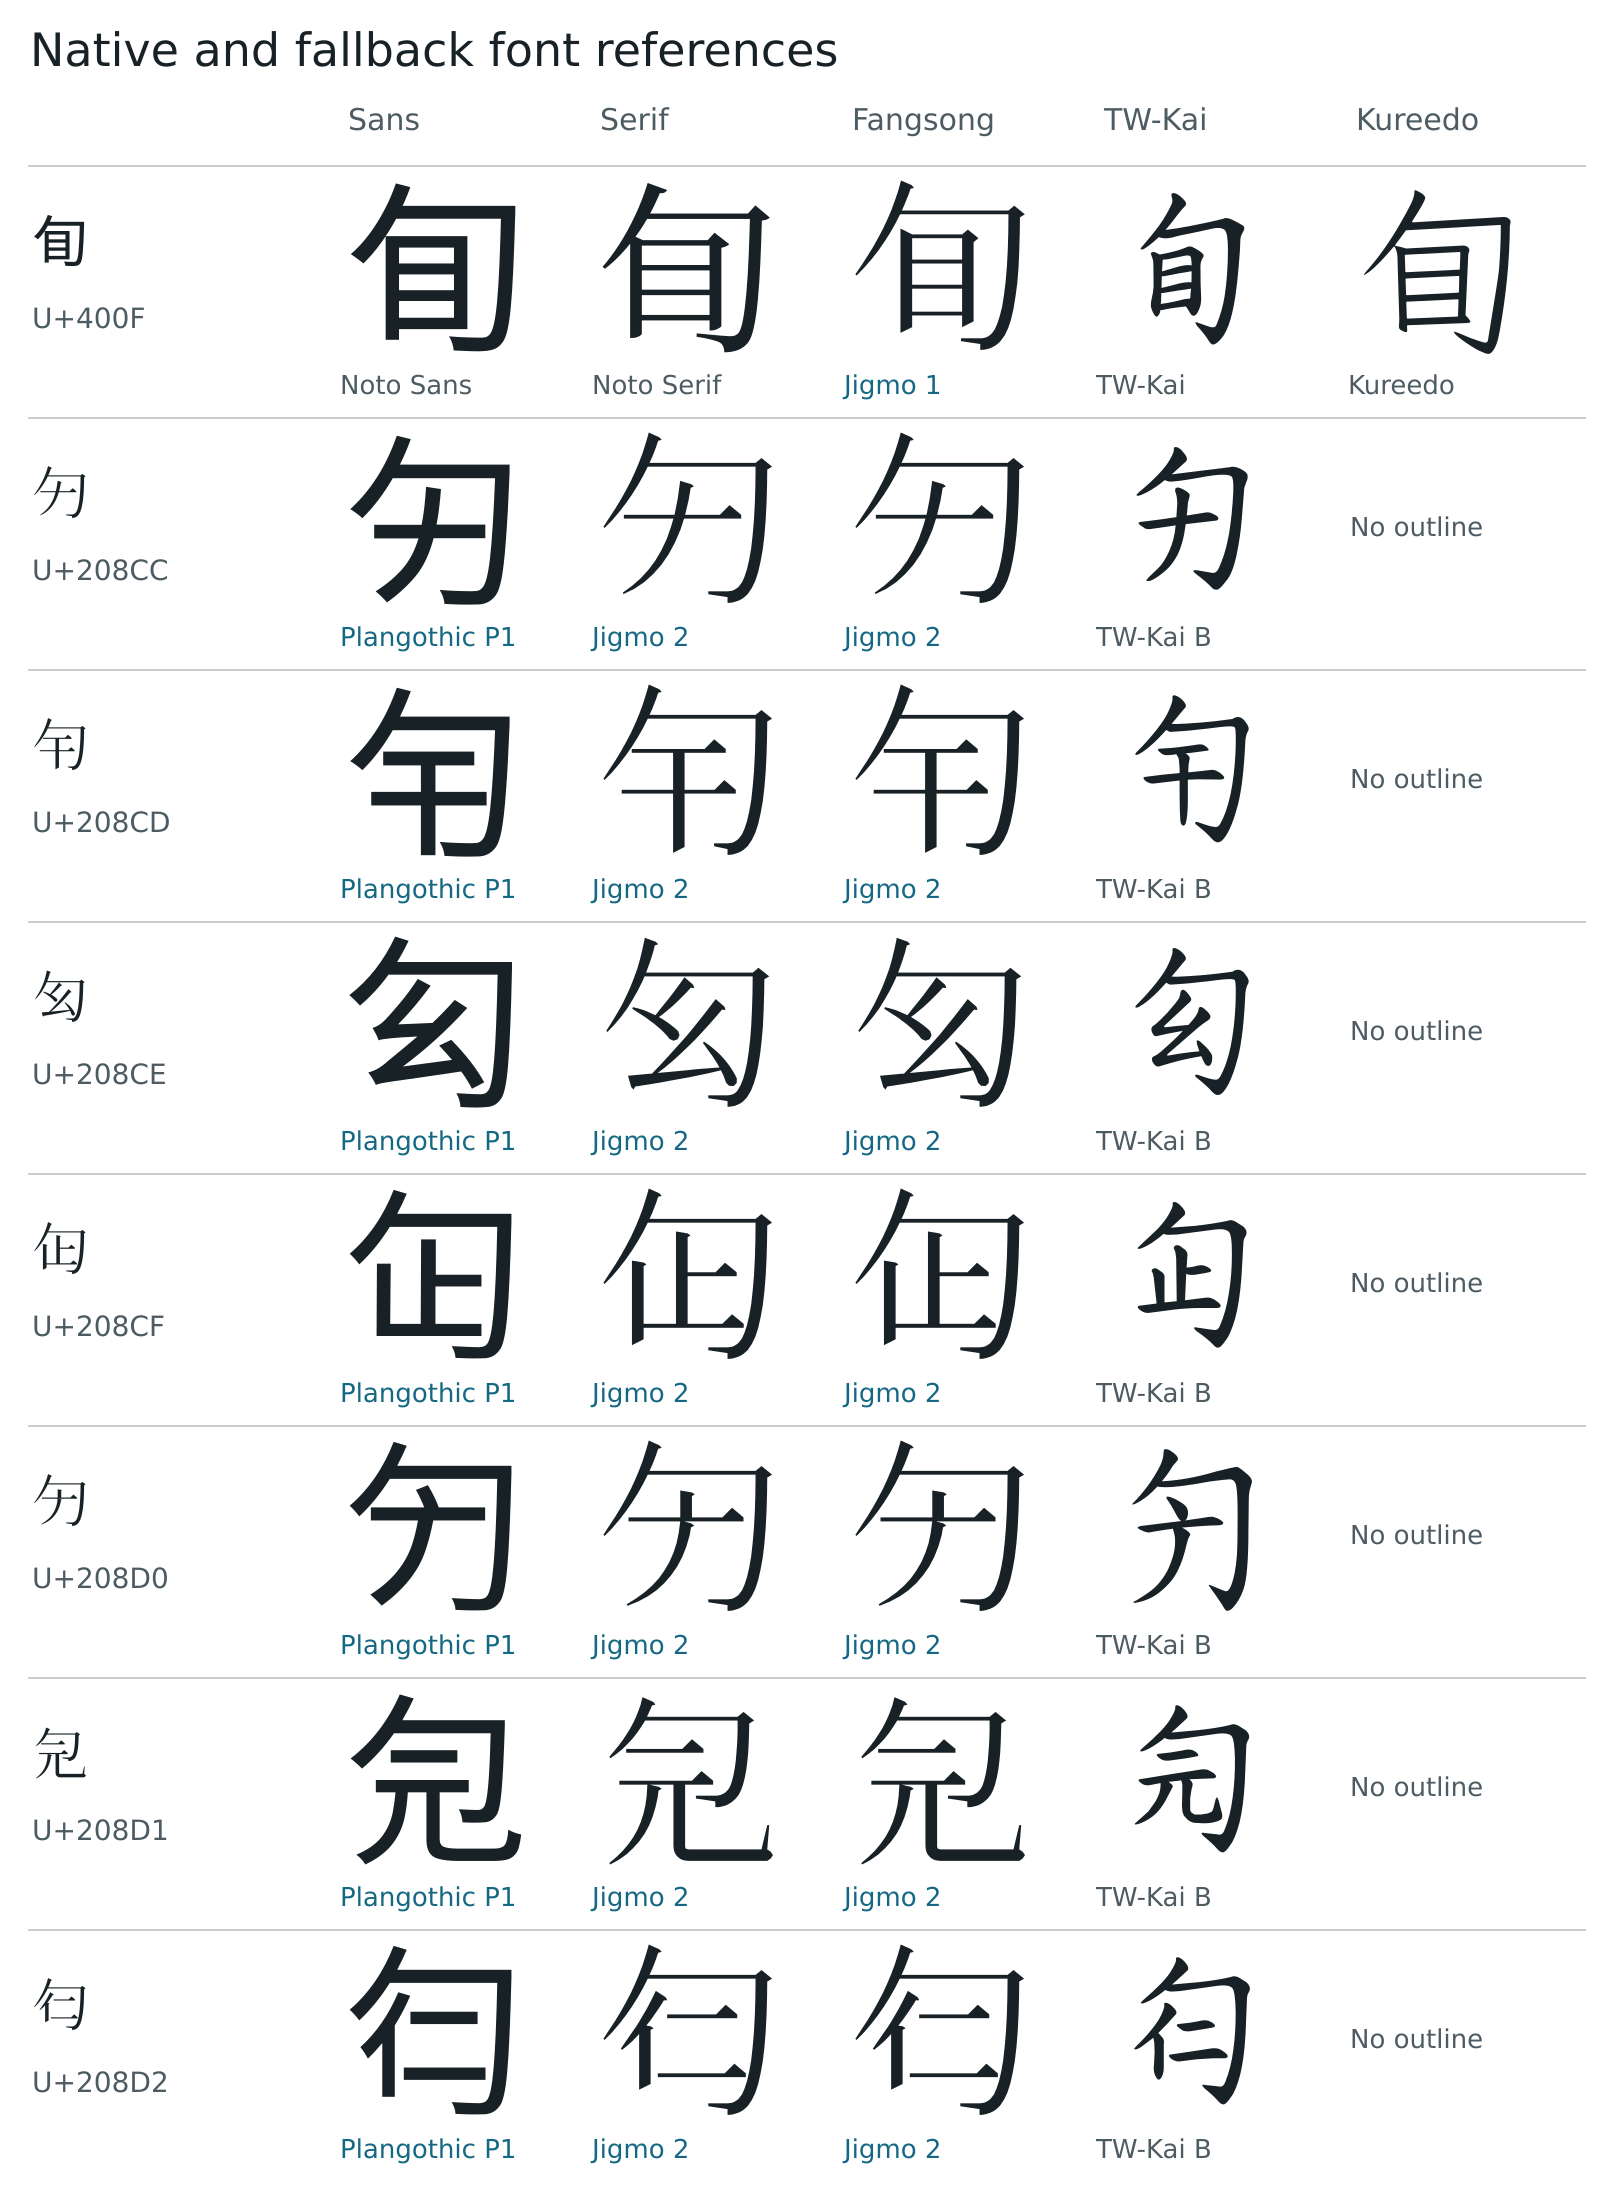 Native and fallback font references
Sans Serif Fangsong TW-Kai Kureedo
䀏 䀏 䀏 䀏 䀏 䀏
U+400F
Noto Sans Noto Serif Jigmo 1 TW-Kai Kureedo
𠣌 𠣌 𠣌 𠣌 𠣌 No outline
U+208CC
Plangothic P1 Jigmo 2 Jigmo 2 TW-Kai B
𠣍 𠣍 𠣍 𠣍 𠣍 No outline
U+208CD
Plangothic P1 Jigmo 2 Jigmo 2 TW-Kai B
𠣎 𠣎 𠣎 𠣎 𠣎 No outline
U+208CE
Plangothic P1 Jigmo 2 Jigmo 2 TW-Kai B
𠣏 𠣏 𠣏 𠣏 𠣏 No outline
U+208CF
Plangothic P1 Jigmo 2 Jigmo 2 TW-Kai B
𠣐 𠣐 𠣐 𠣐 𠣐 No outline
U+208D0
Plangothic P1 Jigmo 2 Jigmo 2 TW-Kai B
𠣑 𠣑 𠣑 𠣑 𠣑 No outline
U+208D1
Plangothic P1 Jigmo 2 Jigmo 2 TW-Kai B
𠣒 𠣒 𠣒 𠣒 𠣒 No outline
U+208D2
Plangothic P1 Jigmo 2 Jigmo 2 TW-Kai B